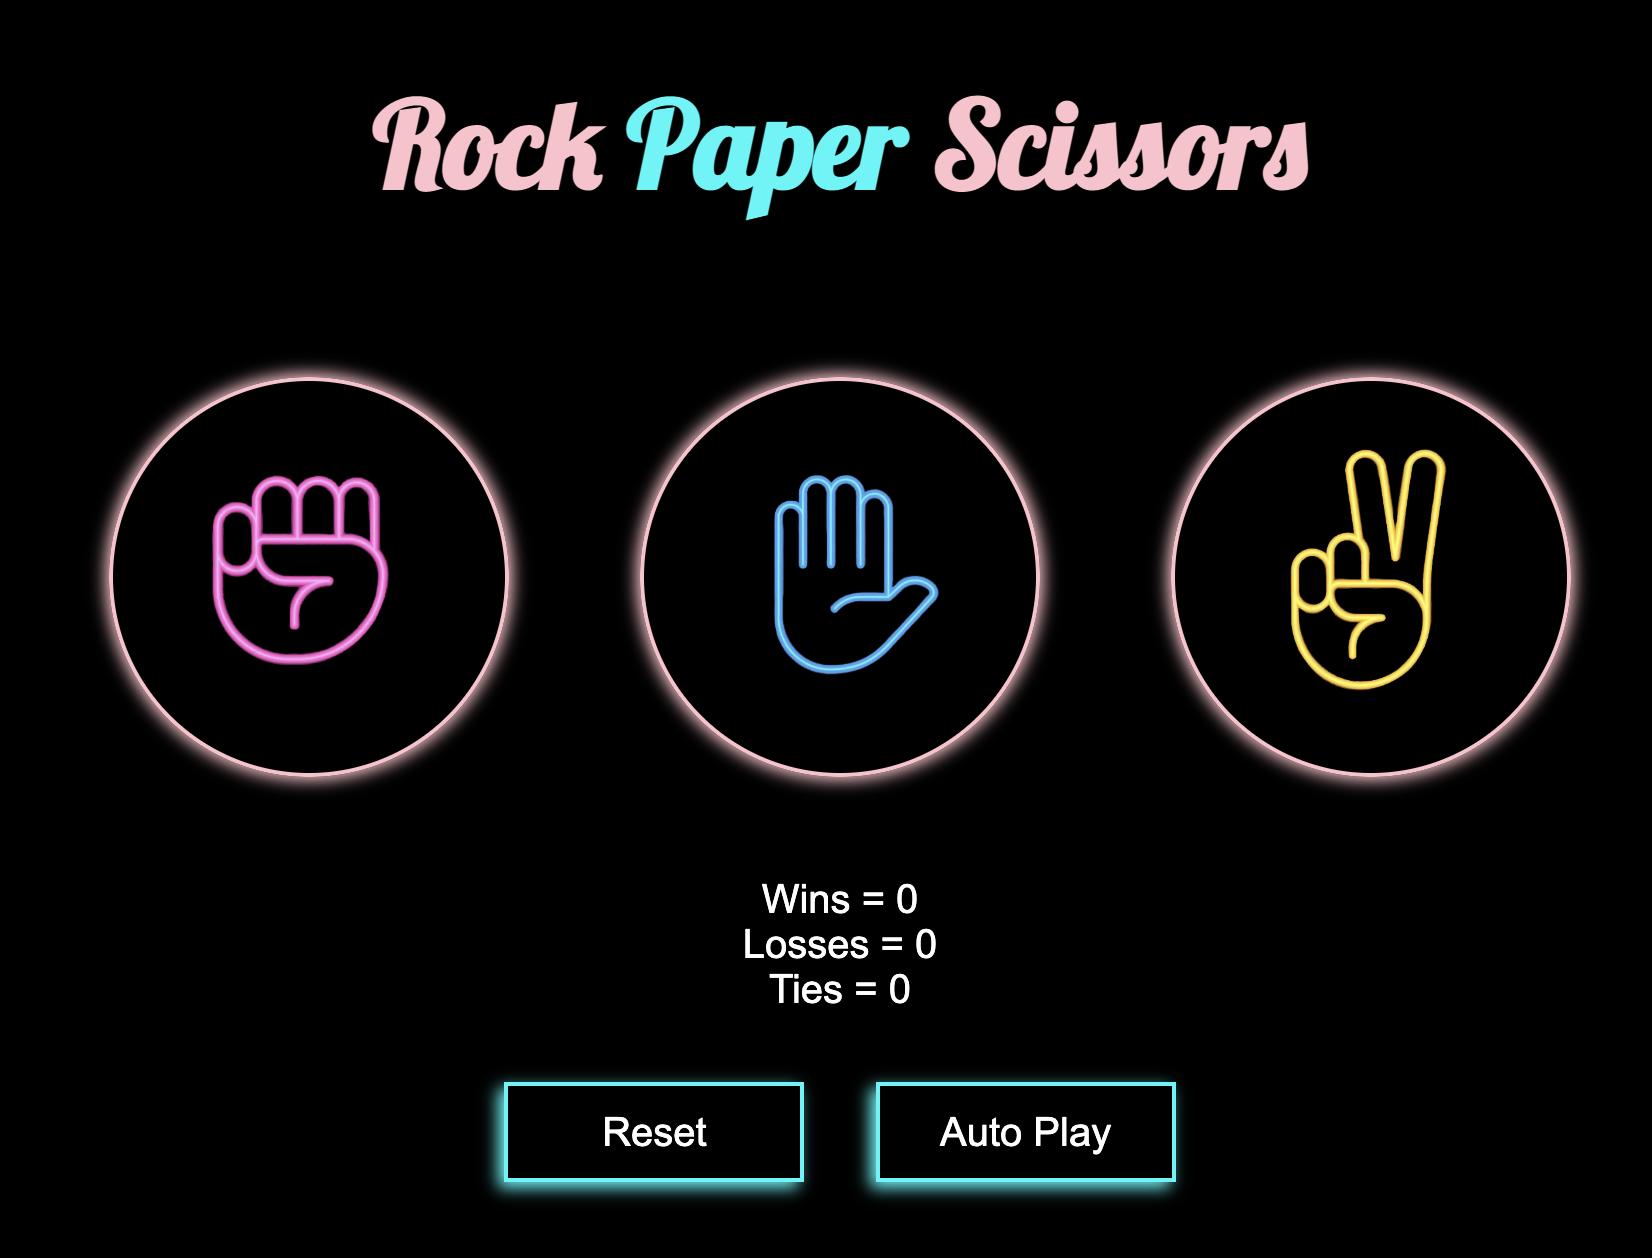 Rock Paper Scissors
Wins = 0
Losses = 0
Ties = 0
Reset
Auto Play